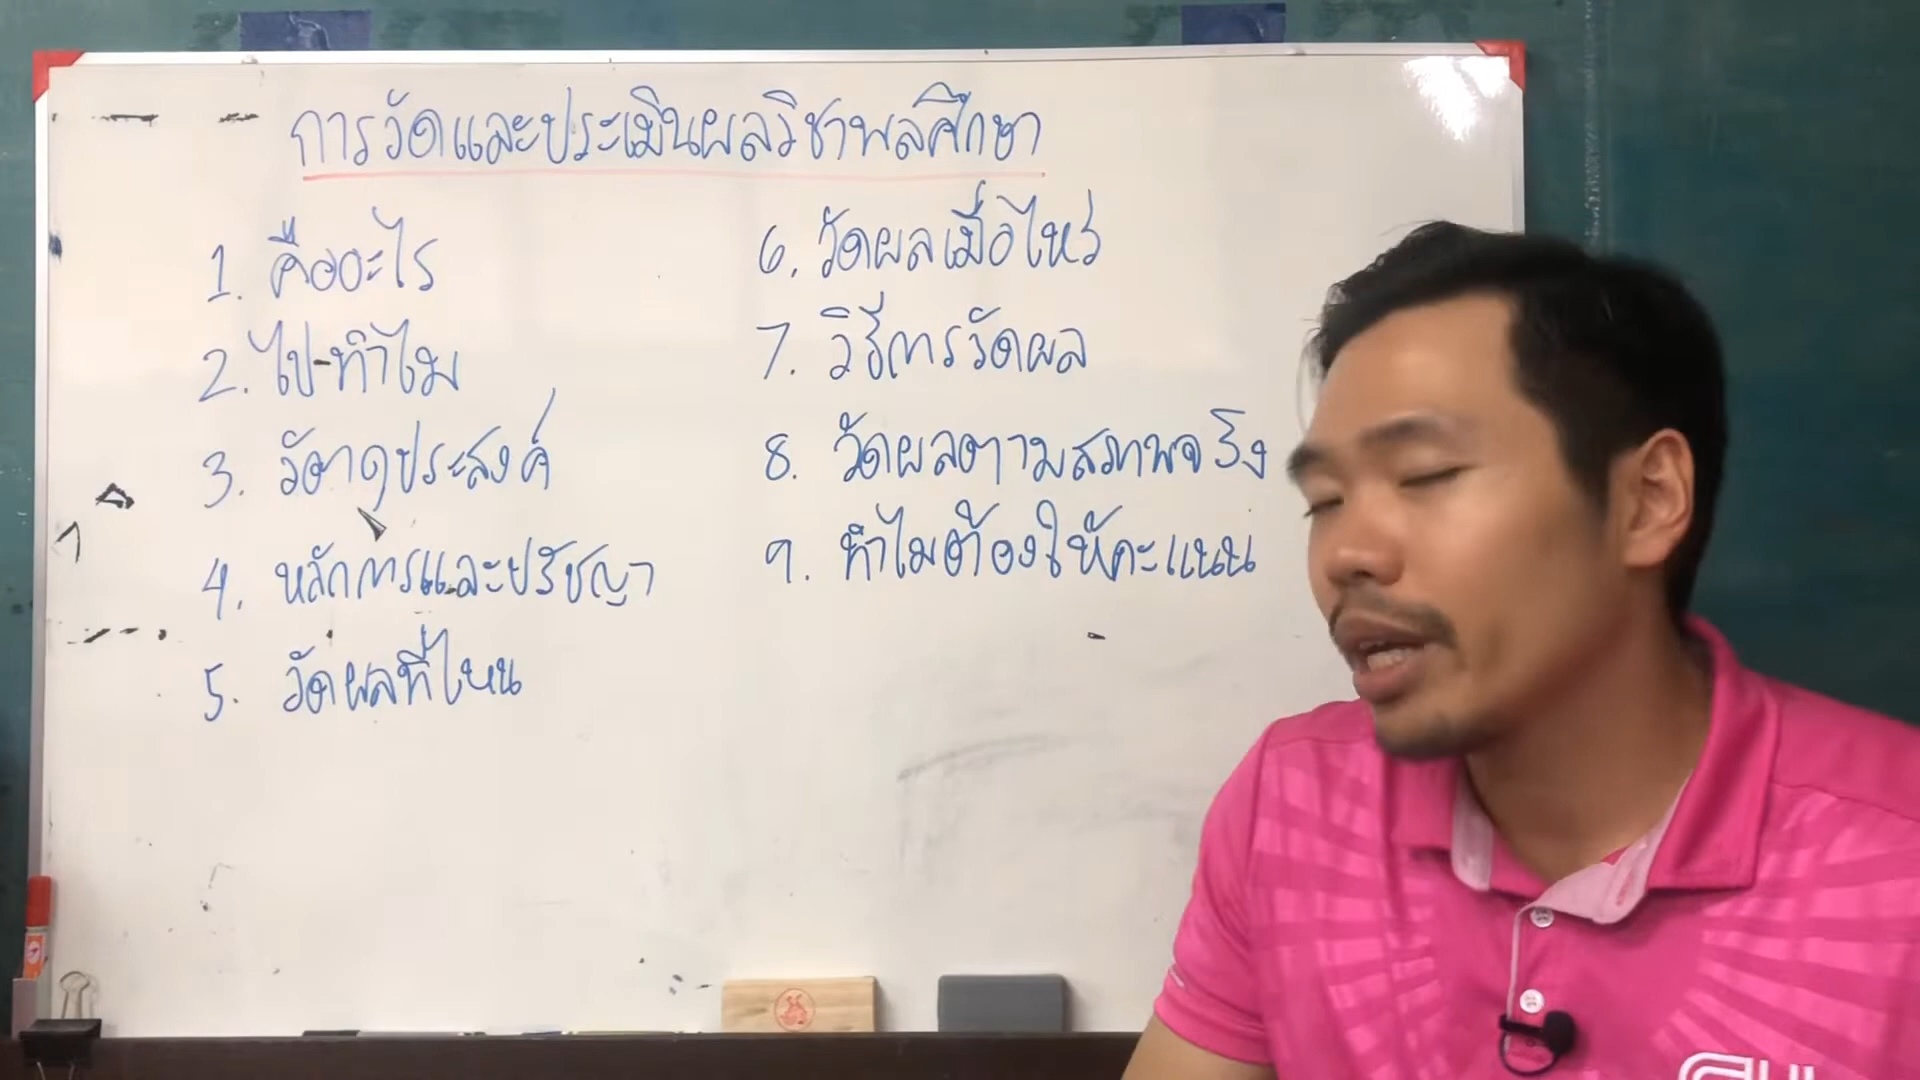 การวัดและประเมินผลวิชาพลศึกษา
1. คืออะไร
2. ไปทำไม
3. วัตถุประสงค์
4. หลักการและปรัชญา
5. วัดผลที่ไหน
6. วัดผลเมื่อไหร่
7. วิธีการวัดผล
8. วัดผลตามสภาพจริง
9. ทำไมต้องให้คะแนน